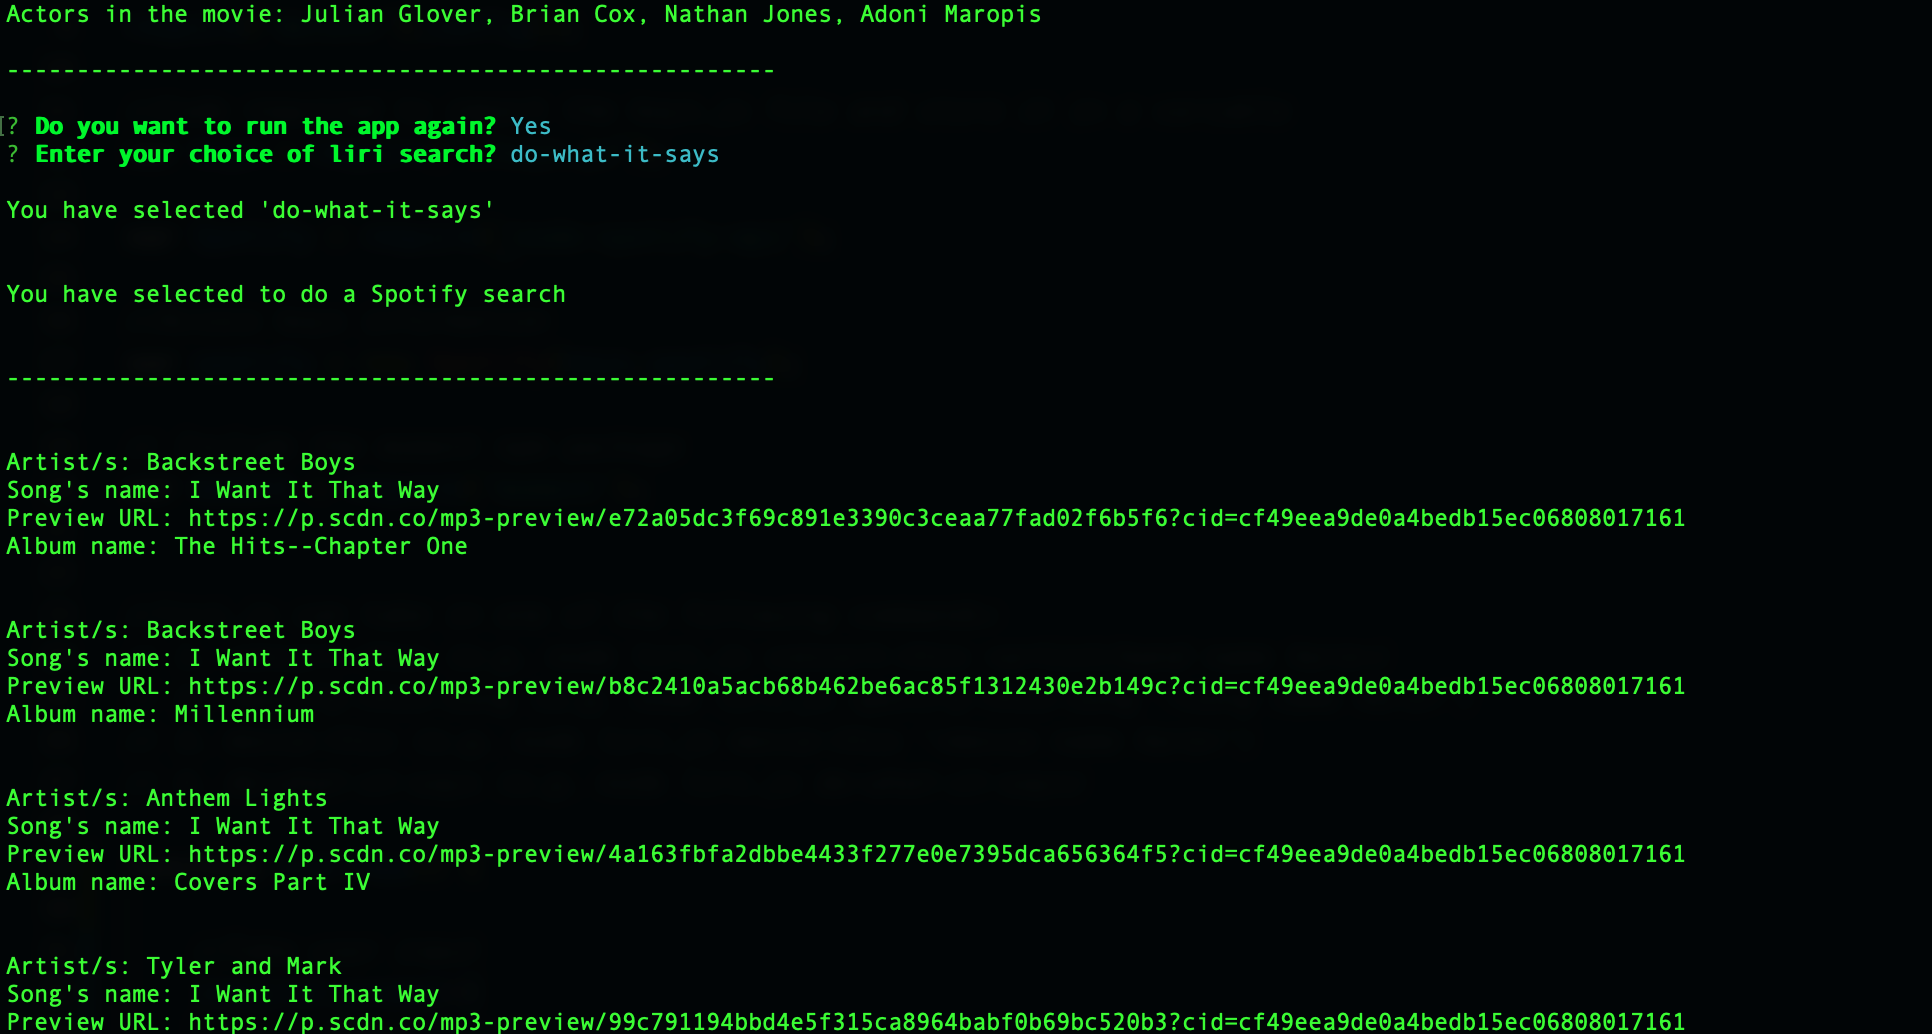 Actors in the movie: Julian Glover, Brian Cox, Nathan Jones, Adoni Maropis
-------------------------------------------------------
? Do you want to run the app again? Yes
? Enter your choice of liri search? do-what-it-says
You have selected 'do-what-it-says'
You have selected to do a Spotify search
-------------------------------------------------------
Artist/s: Backstreet Boys
Song's name: I Want It That Way
Preview URL: https://p.scdn.co/mp3-preview/e72a05dc3f69c891e3390c3ceaa77fad02f6b5f6?cid=cf49eea9de0a4bedb15ec06808017161
Album name: The Hits--Chapter One
Artist/s: Backstreet Boys
Song's name: I Want It That Way
Preview URL: https://p.scdn.co/mp3-preview/b8c2410a5acb68b462be6ac85f1312430e2b149c?cid=cf49eea9de0a4bedb15ec06808017161
Album name: Millennium
Artist/s: Anthem Lights
Song's name: I Want It That Way
Preview URL: https://p.scdn.co/mp3-preview/4a163fbfa2dbbe4433f277e0e7395dca656364f5?cid=cf49eea9de0a4bedb15ec06808017161
Album name: Covers Part IV
Artist/s: Tyler and Mark
Song's name: I Want It That Way
Preview URL: https://p.scdn.co/mp3-preview/99c791194bbd4e5f315ca8964babf0b69bc520b3?cid=cf49eea9de0a4bedb15ec06808017161